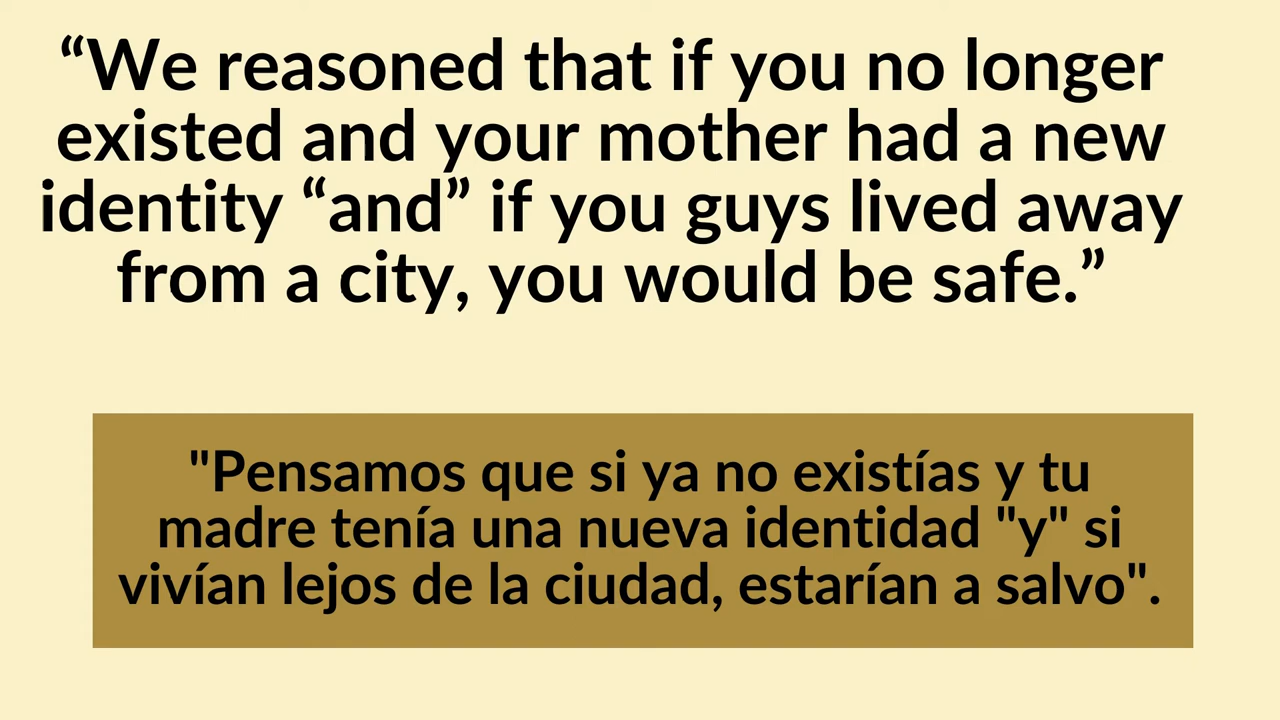 “We reasoned that if you no longer
existed and your mother had a new
identity “and” if you guys lived away
from a city, you would be safe.”
"Pensamos que si ya no existías y tu
madre tenía una nueva identidad "y" si
vivían lejos de la ciudad, estarían a salvo".